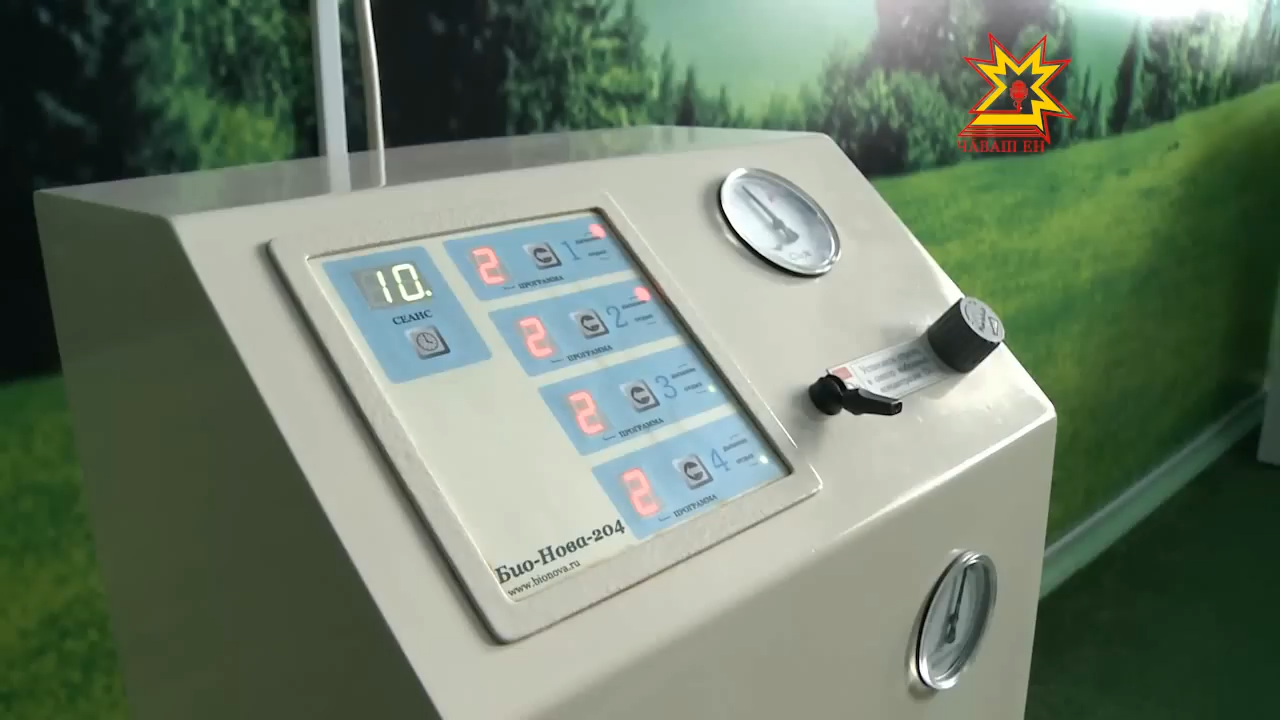 ЧАВАШ ЕН
10.
СЕАНС
2 1
ПРОГРАММА
2 2
ПРОГРАММА
2 3
ПРОГРАММА
2 4
ПРОГРАММА
Био-Нова-204
www.bionova.ru